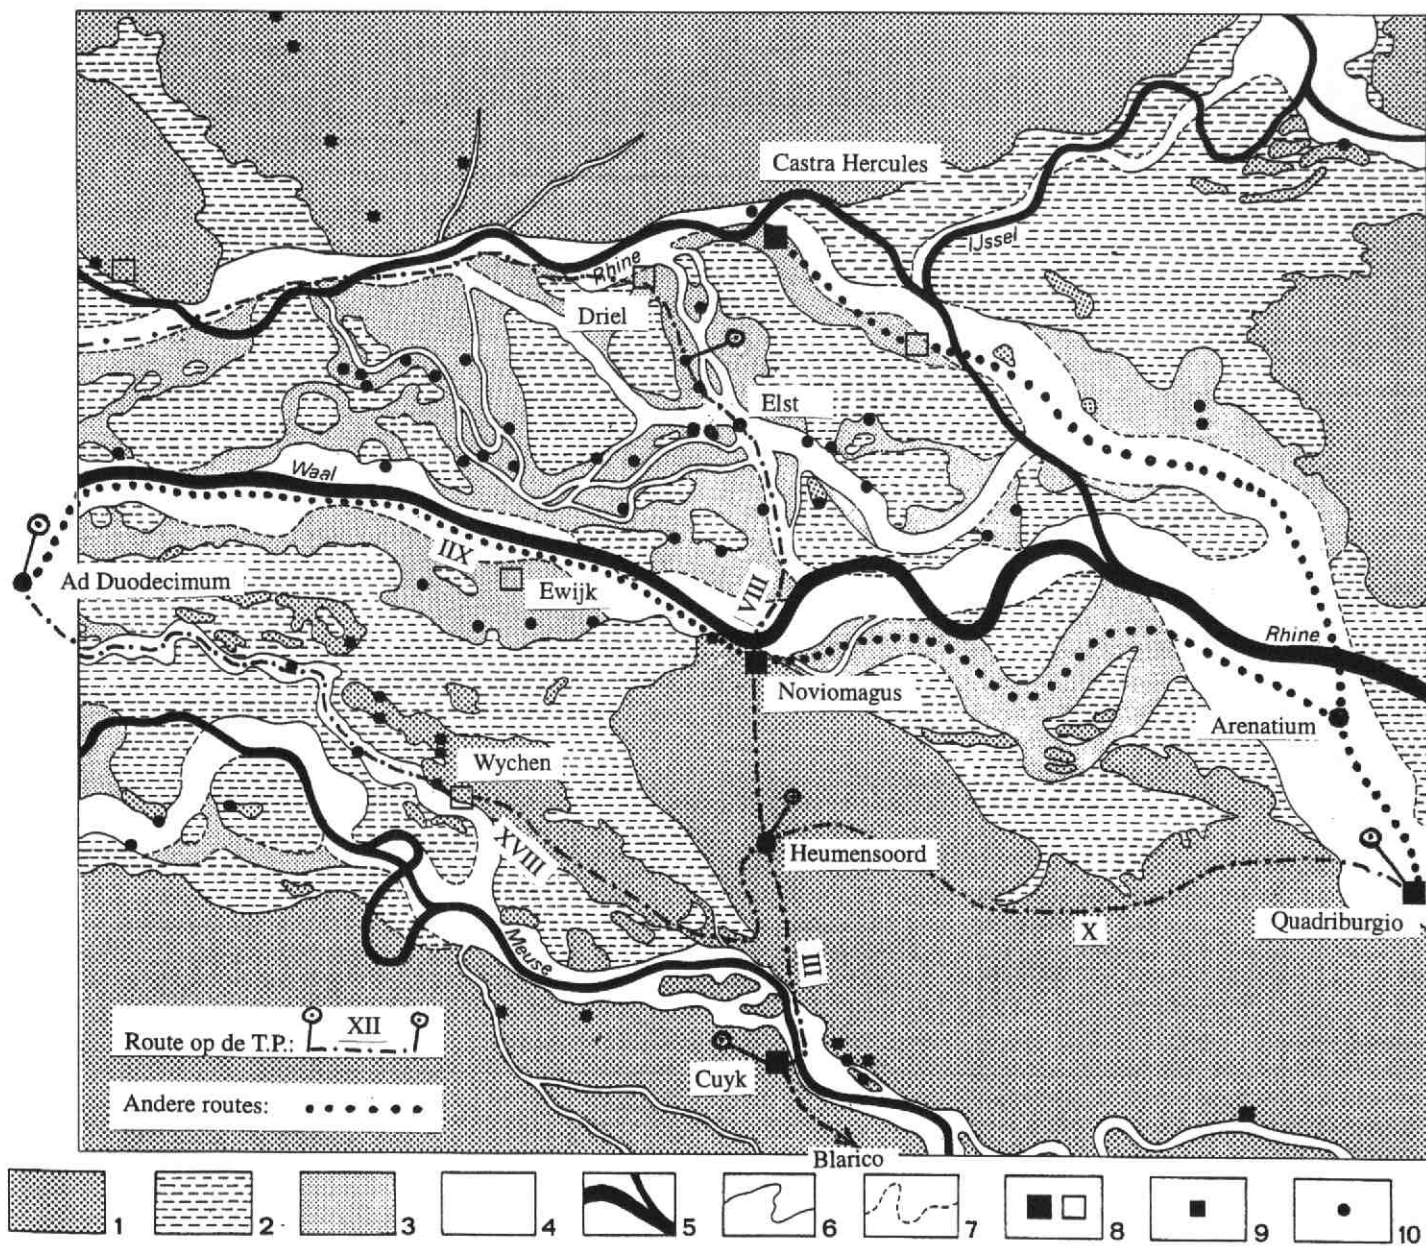 Castra Hercules
IJssel
Rhine
Driel
Elst
Waal
IIX
Ad Duodecimum
Ewijk
VIII
Rhine
Noviomagus
Arenatium
Wychen
XVIII
Heumensoord
Quadriburgio
X
Meuse
III
Route op de T.P.: XII
Cuyk
Andere routes:
Blarico
1 2 3 4 5 6 7 8 9 10